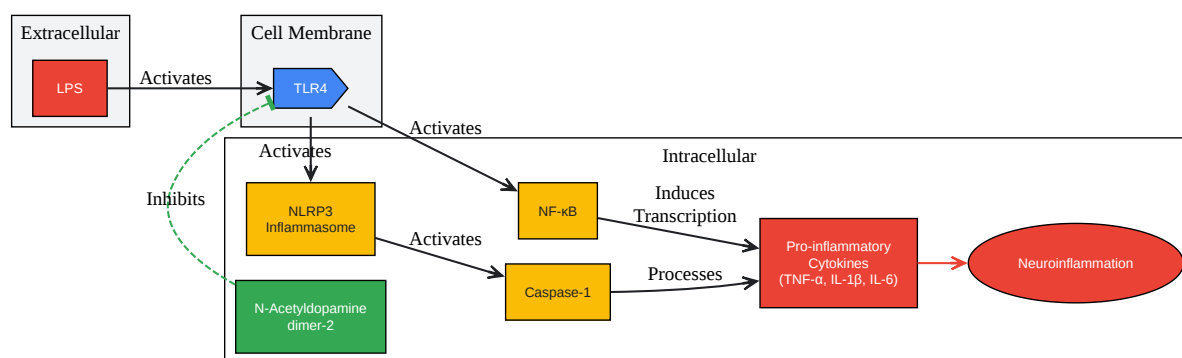 Extracellular
Cell Membrane
LPS
Activates
TLR4
Activates
Activates
Intracellular
Inhibits
NLRP3
Inflammasome
NF-κB
Induces
Transcription
Activates
Pro-inflammatory
Cytokines
(TNF-α, IL-1β, IL-6)
Neuroinflammation
Caspase-1
Processes
N-Acetyldopamine
dimer-2